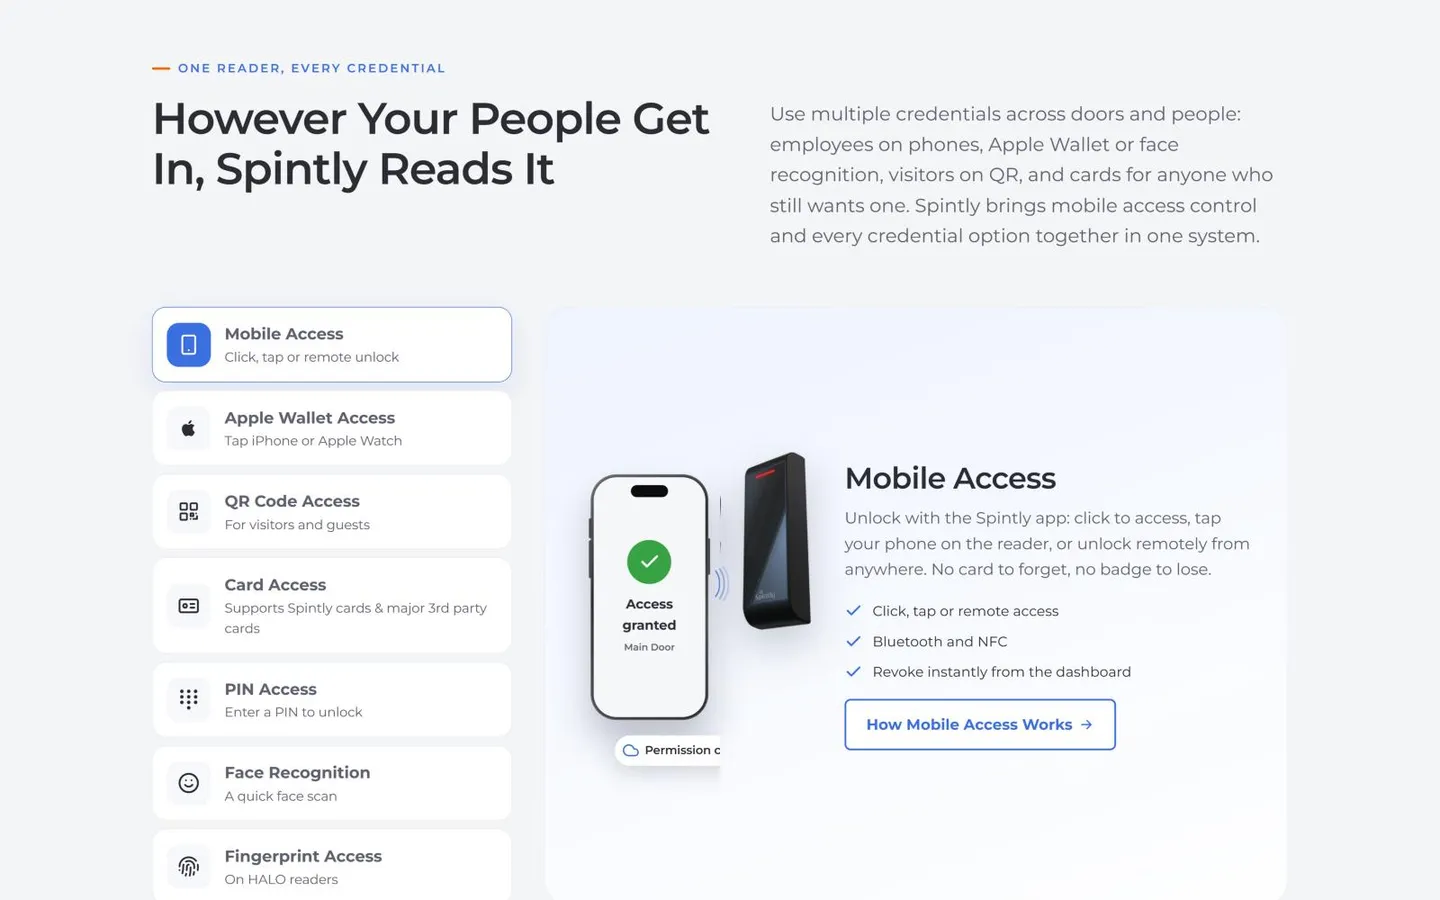 ONE READER, EVERY CREDENTIAL
However Your People Get
In, Spintly Reads It
Use multiple credentials across doors and people:
employees on phones, Apple Wallet or face
recognition, visitors on QR, and cards for anyone who
still wants one. Spintly brings mobile access control
and every credential option together in one system.
Mobile Access
Click, tap or remote unlock
Apple Wallet Access
Tap iPhone or Apple Watch
QR Code Access
For visitors and guests
Card Access
Supports Spintly cards & major 3rd party
cards
PIN Access
Enter a PIN to unlock
Face Recognition
A quick face scan
Fingerprint Access
On HALO readers
Access
granted
Main Door
Permission c
Spintly
Mobile Access
Unlock with the Spintly app: click to access, tap
your phone on the reader, or unlock remotely from
anywhere. No card to forget, no badge to lose.
Click, tap or remote access
Bluetooth and NFC
Revoke instantly from the dashboard
How Mobile Access Works →